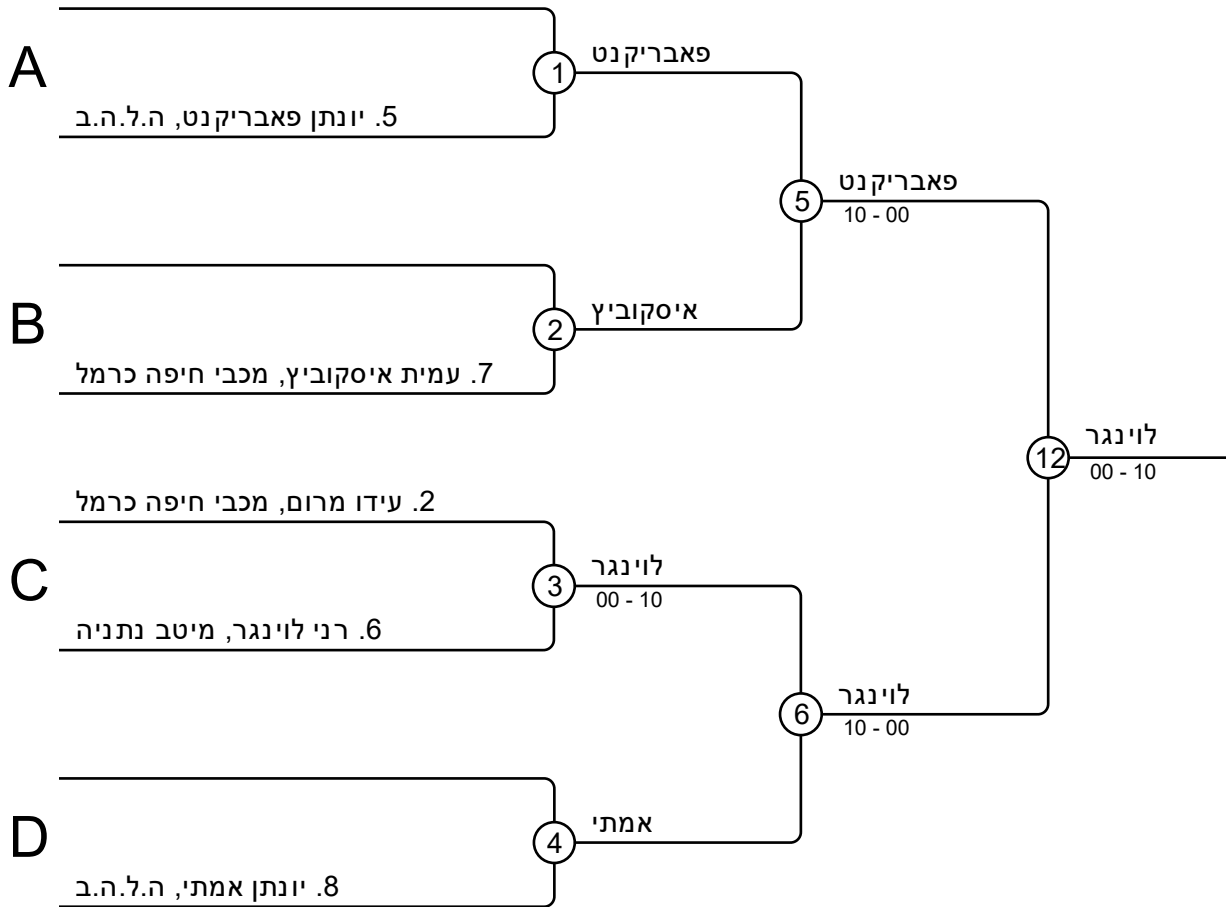 A
פאבריקנט
1
5. יונתן פאבריקנט, ה.ל.ה.ב
פאבריקנט
5
10 - 00
B
איסקוביץ
2
7. עמית איסקוביץ, מכבי חיפה כרמל
לוינגר
12
00 - 10
2. עידו מרום, מכבי חיפה כרמל
C
לוינגר
3
00 - 10
6. רני לוינגר, מיטב נתניה
לוינגר
6
10 - 00
D
אמתי
4
8. יונתן אמתי, ה.ל.ה.ב